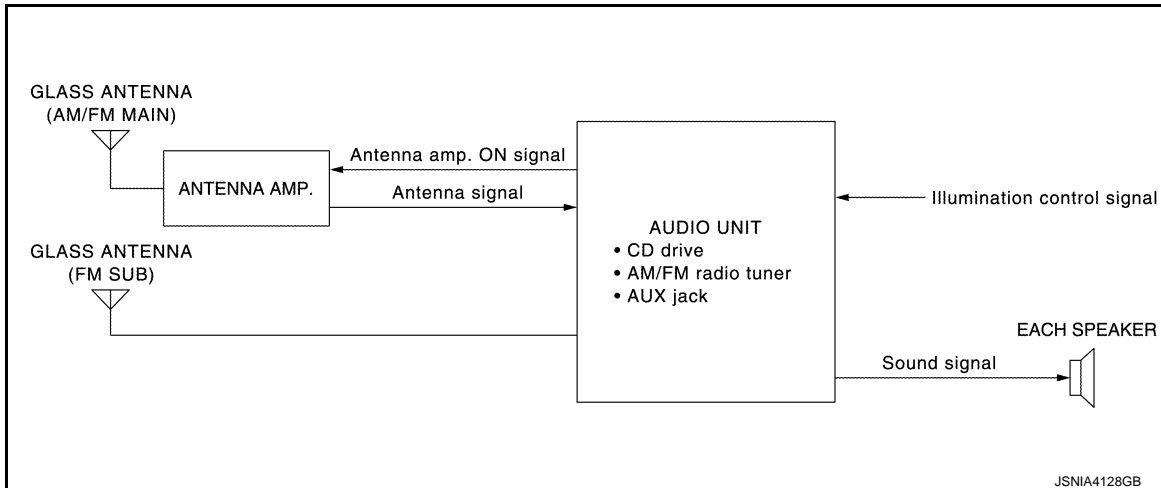 GLASS ANTENNA
(AM/FM MAIN)
ANTENNA AMP.
Antenna amp. ON signal
Antenna signal
GLASS ANTENNA
(FM SUB)
AUDIO UNIT
• CD drive
• AM/FM radio tuner
• AUX jack
Illumination control signal
EACH SPEAKER
Sound signal
JSNIA4128GB